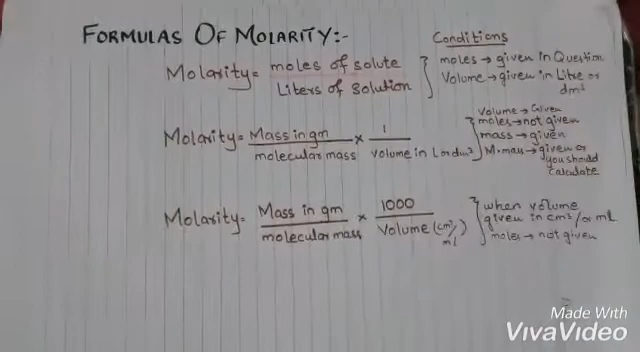 FORMULAS OF MOLARITY:-
Conditions
Molarity = moles of solute
Liters of Solution
moles → given in Question
Volume → given in Litre or
dm³
Molarity = Mass in gm × 1
molecular mass volume in L or dm³
Volume → Given
moles → not given
mass → given
M.mass → given or
you should
Calculate
Molarity = Mass in gm × 1000
molecular mass Volume (cm³/
ml)
when volume
given in cm³/or mL
moles → not given
Made With
VivaVideo